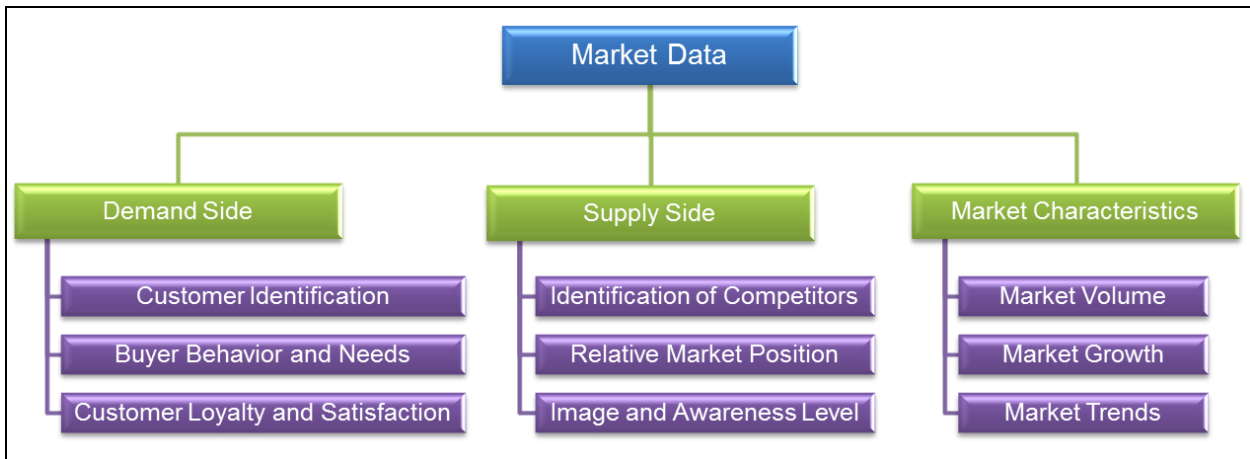 Market Data
Demand Side
Customer Identification
Buyer Behavior and Needs
Customer Loyalty and Satisfaction
Supply Side
Identification of Competitors
Relative Market Position
Image and Awareness Level
Market Characteristics
Market Volume
Market Growth
Market Trends